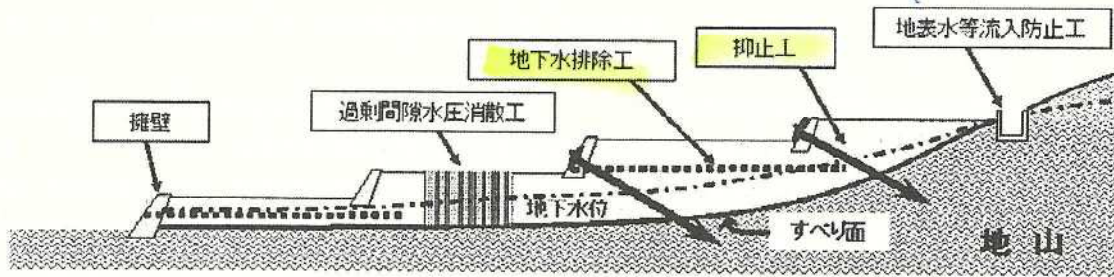 地表水等流入防止工
抑止工
地下水排除工
過剰間隙水圧消散工
擁壁
地下水位
すべり面
地山